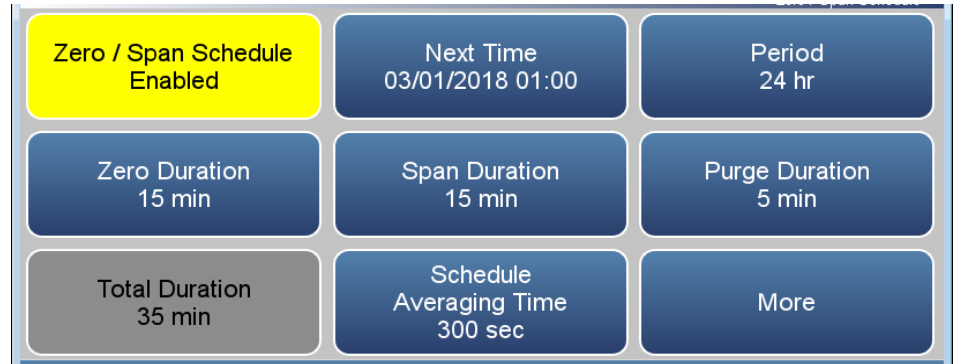 Zero / Span Schedule
Enabled
Next Time
03/01/2018 01:00
Period
24 hr
Zero Duration
15 min
Span Duration
15 min
Purge Duration
5 min
Total Duration
35 min
Schedule
Averaging Time
300 sec
More